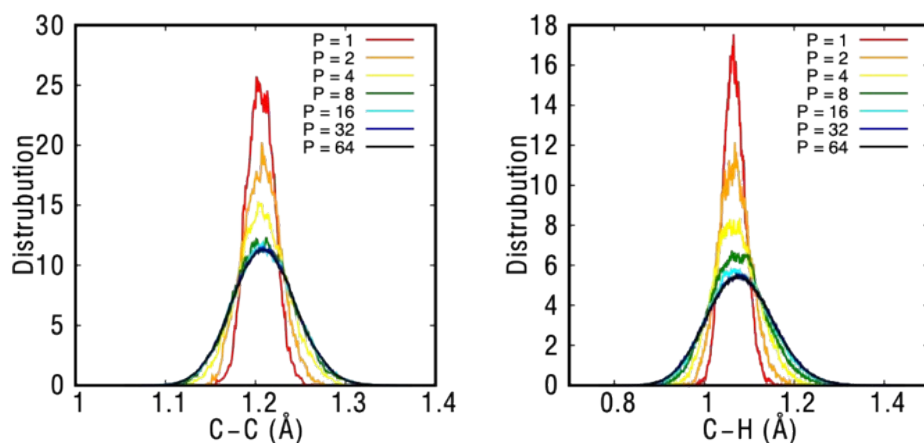 30
25
20
15
10
5
0
Distrubution
P = 1
P = 2
P = 4
P = 8
P = 16
P = 32
P = 64
1 1.1 1.2 1.3 1.4
C−C (Å)
18
16
14
12
10
8
6
4
2
0
Distrubution
P = 1
P = 2
P = 4
P = 8
P = 16
P = 32
P = 64
0.8 1 1.2 1.4
C−H (Å)